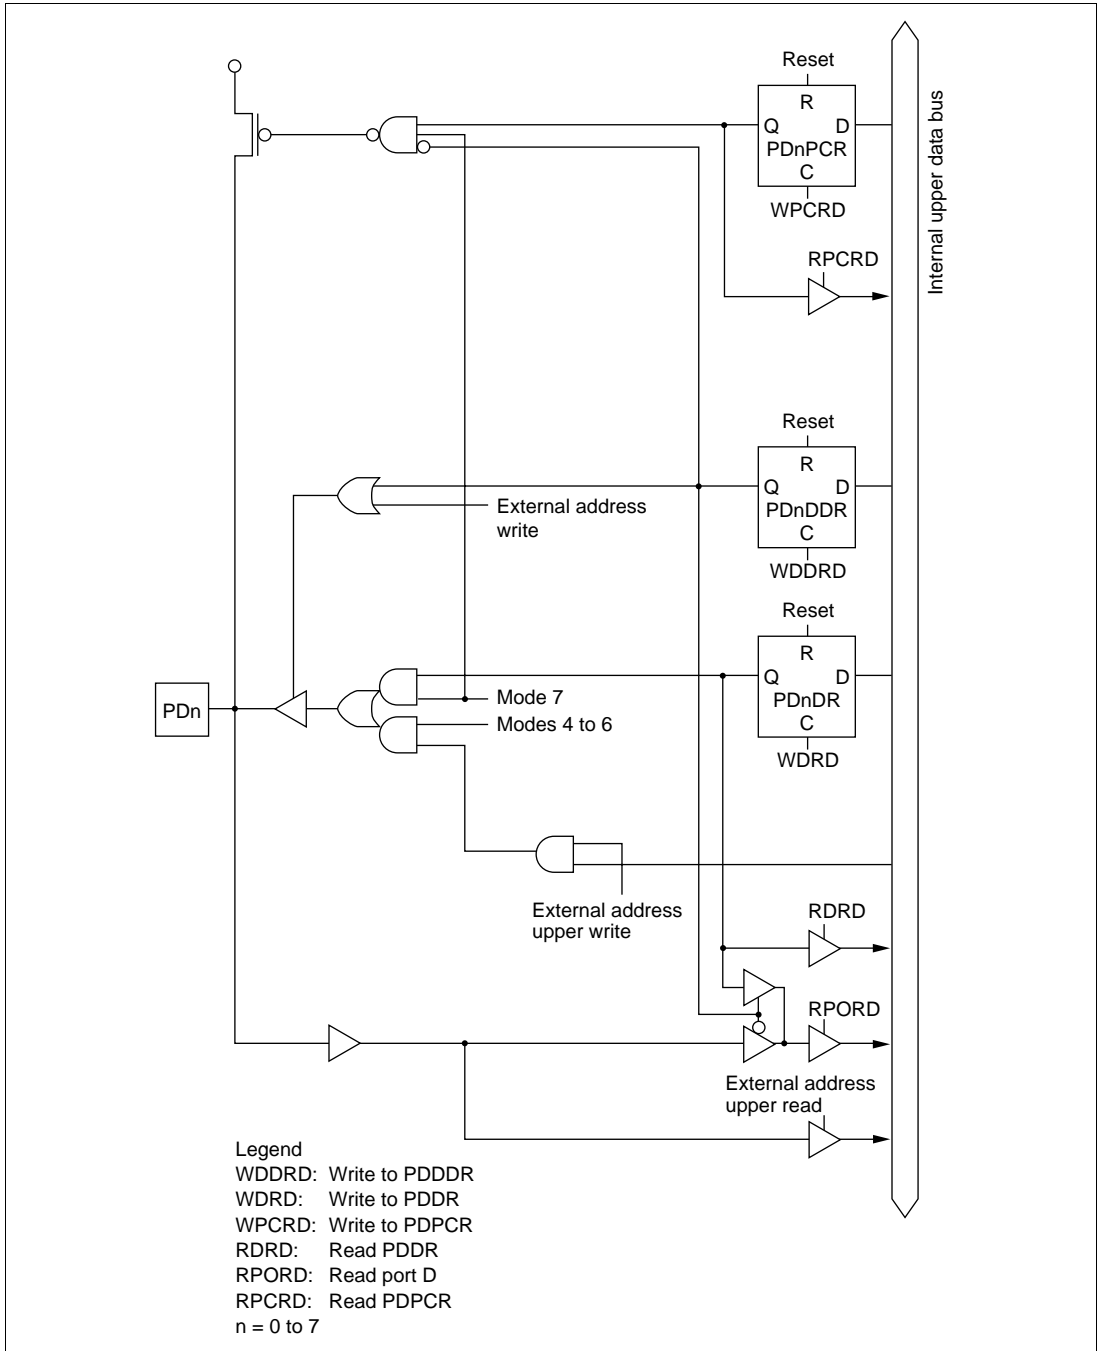 Reset
R
Q D
PDnPCR
C
WPCRD
Internal upper data bus
RPCRD
Reset
R
Q D
PDnDDR
C
WDDRD
External address
write
Reset
R
Q D
PDnDR
C
WDRD
PDn
Mode 7
Modes 4 to 6
External address
upper write
RDRD
RPORD
External address
upper read
Legend
WDDRD: Write to PDDDR
WDRD: Write to PDDR
WPCRD: Write to PDPCR
RDRD: Read PDDR
RPORD: Read port D
RPCRD: Read PDPCR
n = 0 to 7